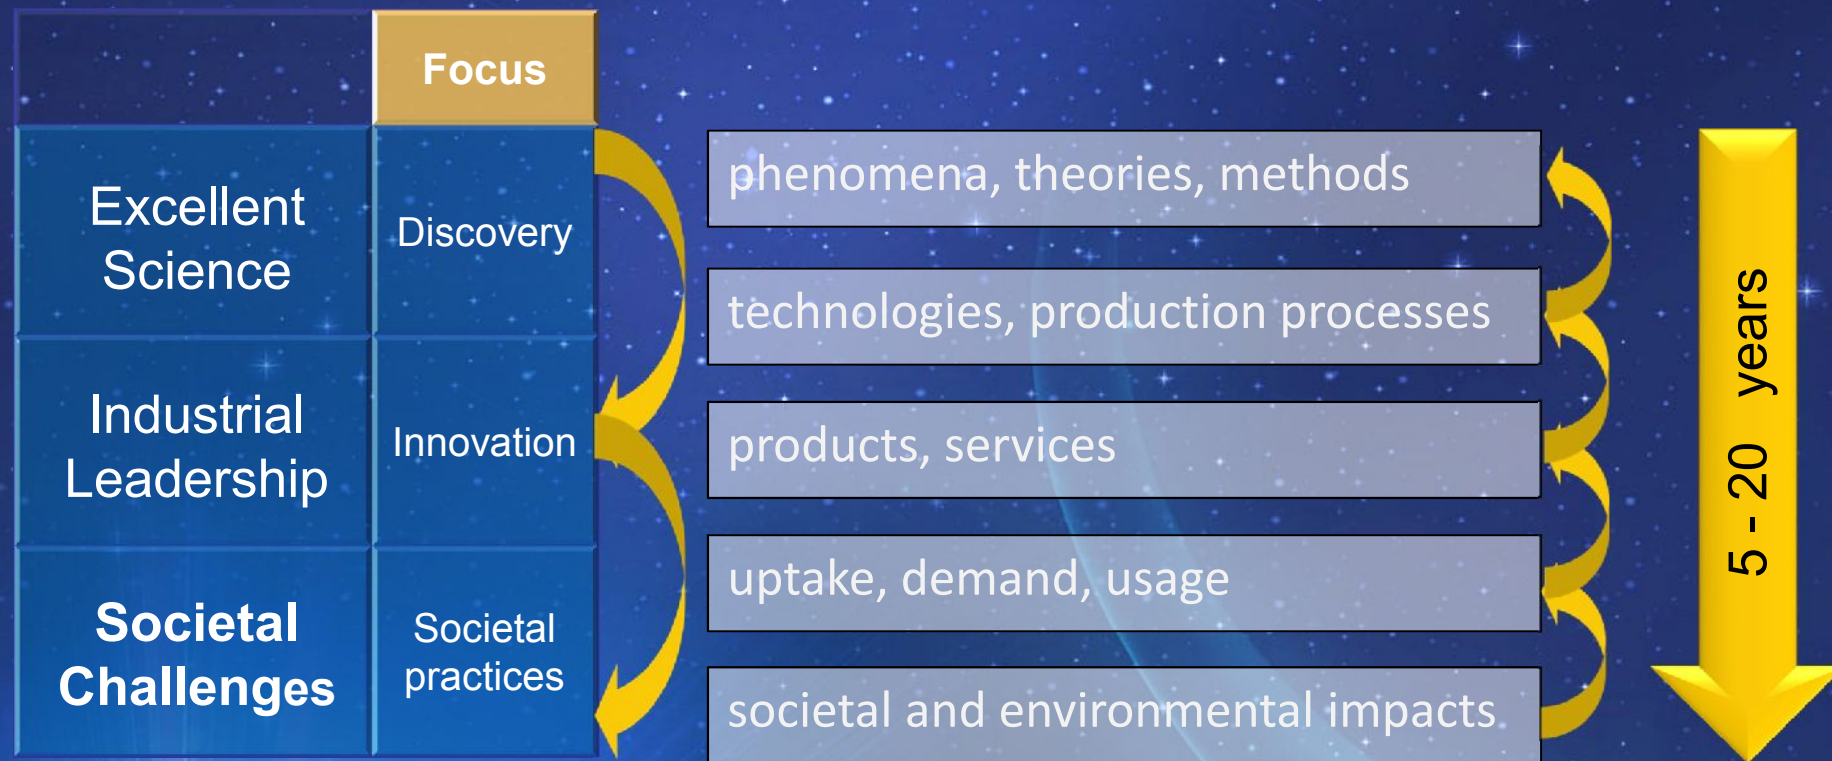 Focus
Excellent
Science
Discovery
Industrial
Leadership
Innovation
Societal
Challenges
Societal
practices
phenomena, theories, methods
technologies, production processes
products, services
uptake, demand, usage
societal and environmental impacts
5 - 20 years